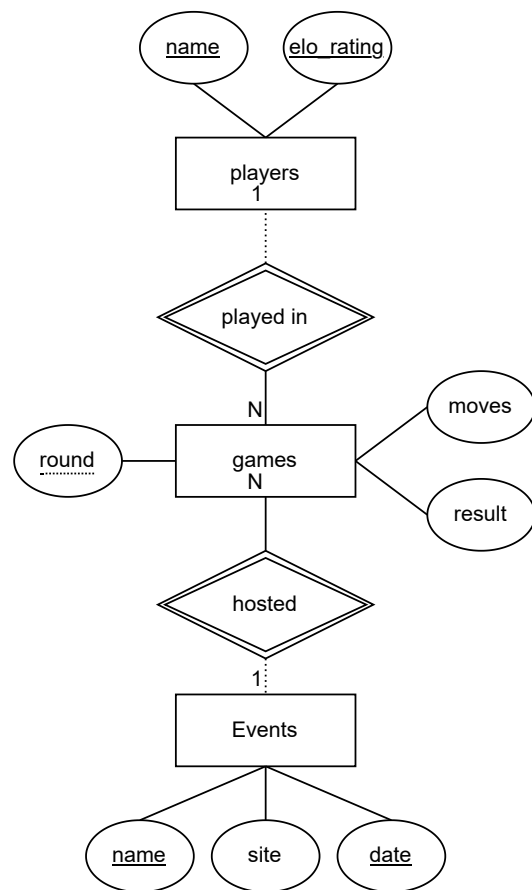 name
elo_rating
players
1
played in
N
moves
round
games
N
result
hosted
1
Events
name
site
date